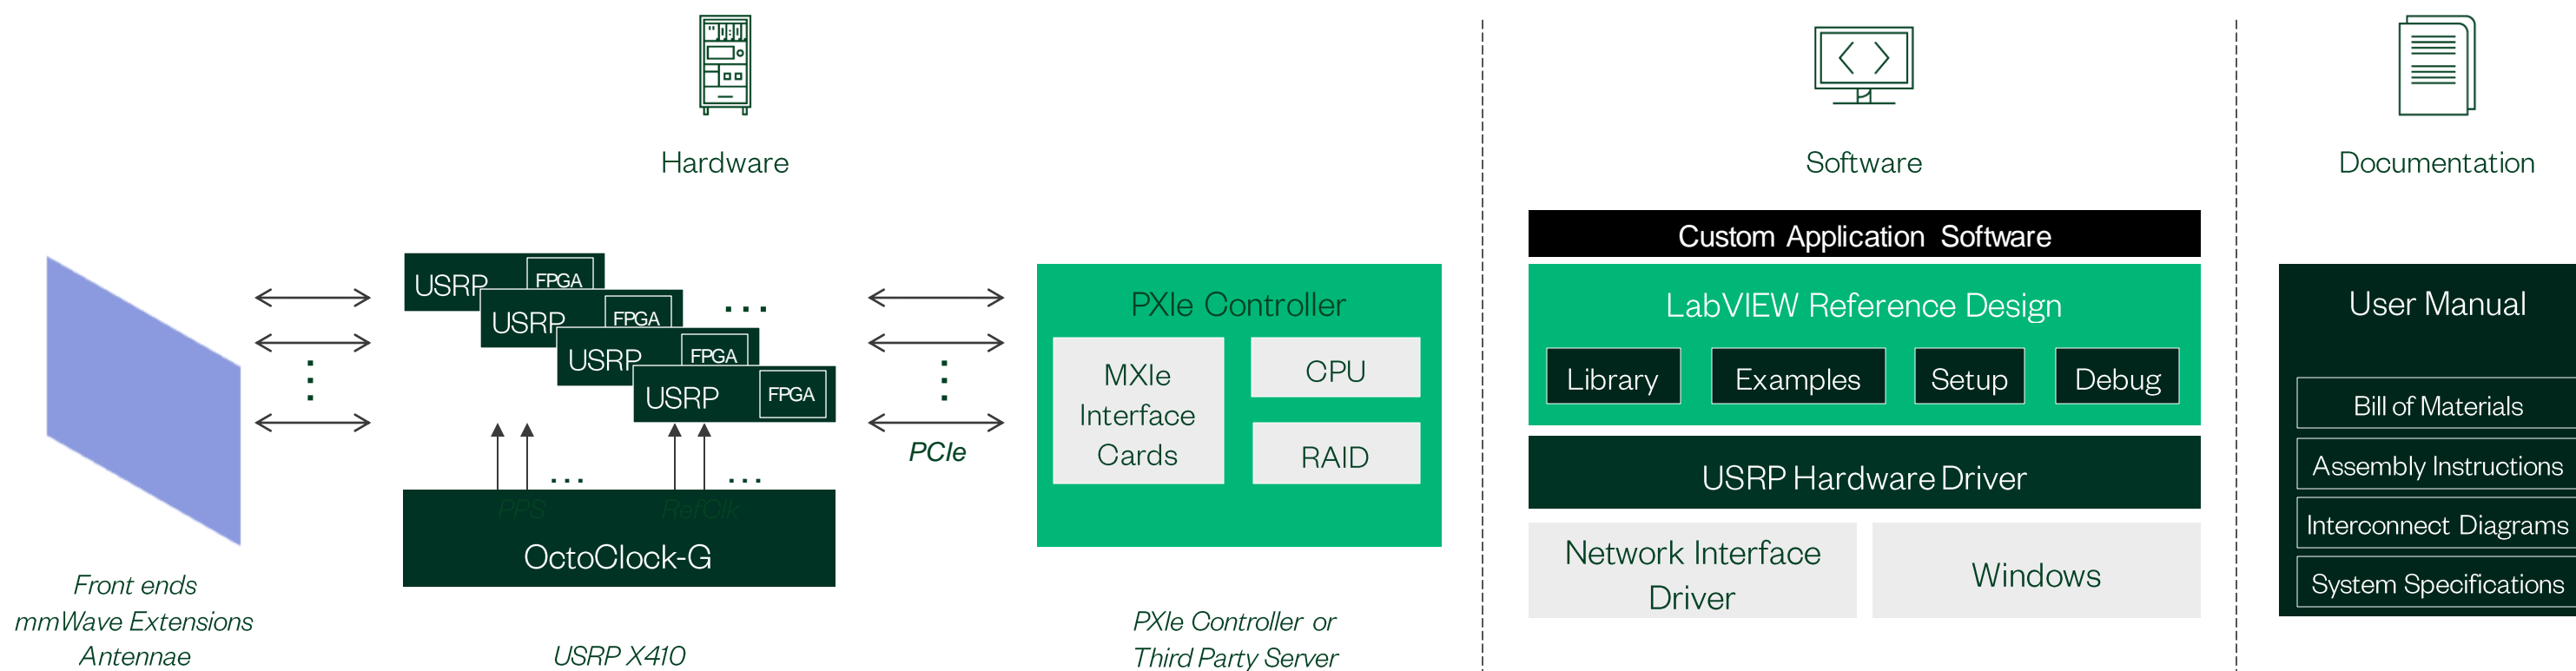 Hardware
Software
Documentation
USRP FPGA
USRP FPGA
USRP FPGA
USRP FPGA
PCIe
PPS
RefClk
OctoClock-G
Front ends
mmWave Extensions
Antennae
USRP X410
PXIe Controller
MXIe
Interface
Cards
CPU
RAID
PXIe Controller or
Third Party Server
Custom Application Software
LabVIEW Reference Design
Library
Examples
Setup
Debug
USRP Hardware Driver
Network Interface
Driver
Windows
User Manual
Bill of Materials
Assembly Instructions
Interconnect Diagrams
System Specifications